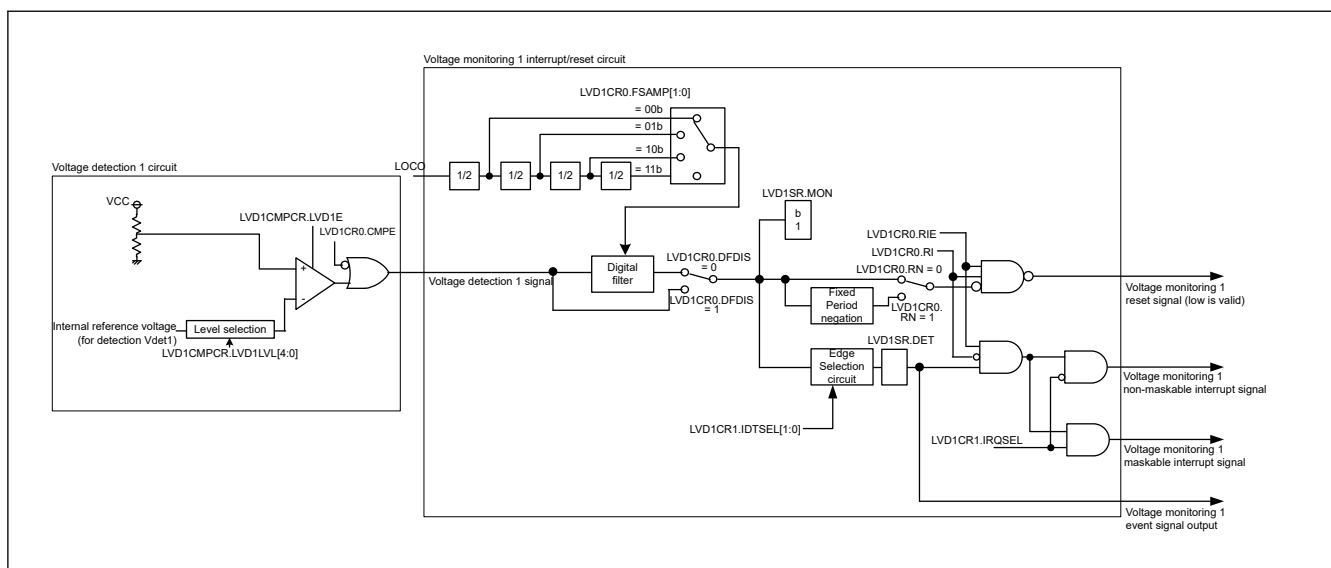 Voltage monitoring 1 interrupt/reset circuit
LVD1CR0.FSAMP[1:0]
= 00b
= 01b
= 10b
= 11b
LOCO
1/2
1/2
1/2
1/2
Voltage detection 1 circuit
VCC
LVD1CMPCR.LVD1E
LVD1CR0.CMPE
+
-
Internal reference voltage
(for detection Vdet1)
Level selection
LVD1CMPCR.LVD1LVL[4:0]
Voltage detection 1 signal
Digital
filter
LVD1CR0.DFDIS
= 0
LVD1CR0.DFDIS
= 1
LVD1SR.MON
b
1
LVD1CR0.RIE
LVD1CR0.RI
LVD1CR0.RN = 0
Fixed
Period
negation
LVD1CR0.
RN = 1
Voltage monitoring 1
reset signal (low is valid)
LVD1SR.DET
Edge
Selection
circuit
LVD1CR1.IDTSEL[1:0]
LVD1CR1.IRQSEL
Voltage monitoring 1
non-maskable interrupt signal
Voltage monitoring 1
maskable interrupt signal
Voltage monitoring 1
event signal output